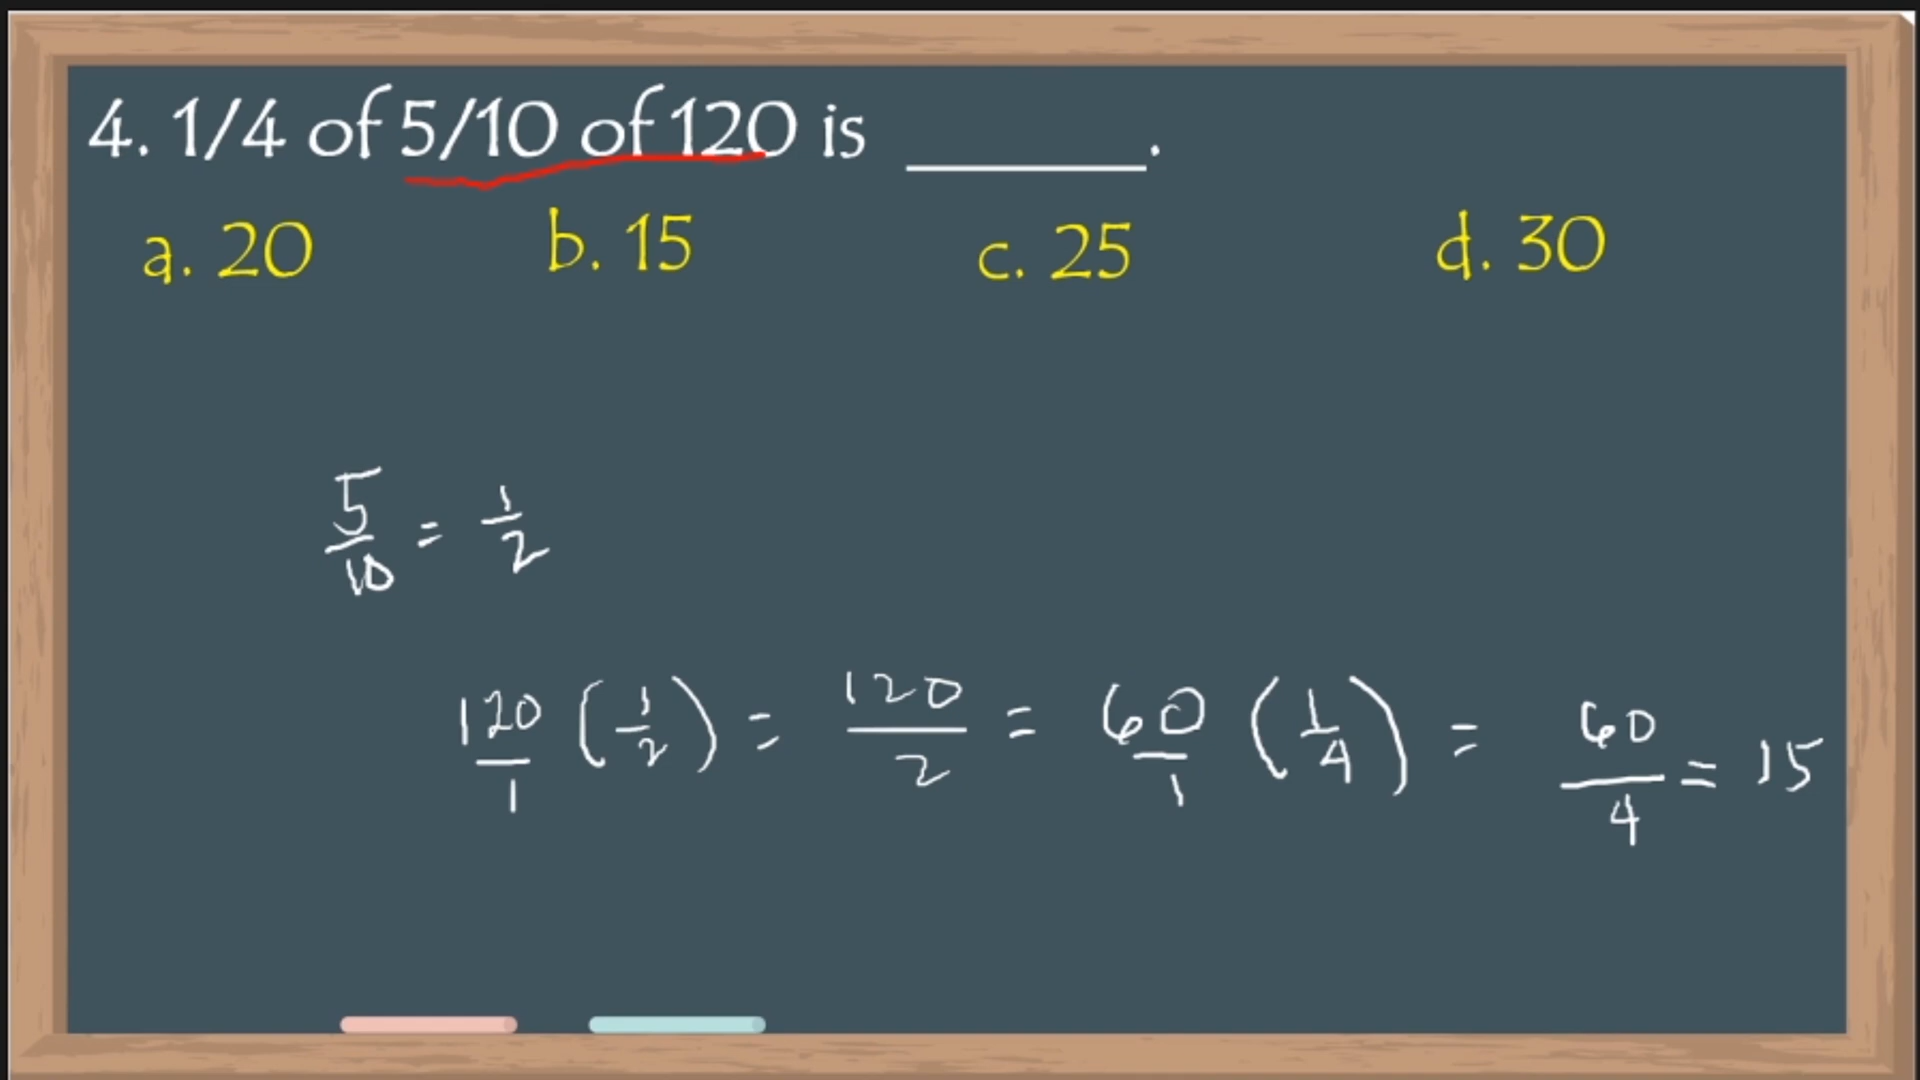 4. 1/4 of 5/10 of 120 is ________.
a. 20 b. 15 c. 25 d. 30
5/10 = 1/2
120/1 (1/2) = 120/2 = 60/1 (1/4) = 60/4 = 15